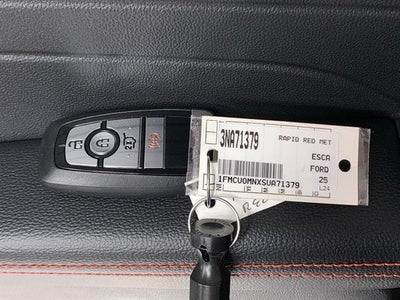 3NA71379
RAPID RED MET
ESCA
FORD
1FMCU0MNXSUA71379
25
L24